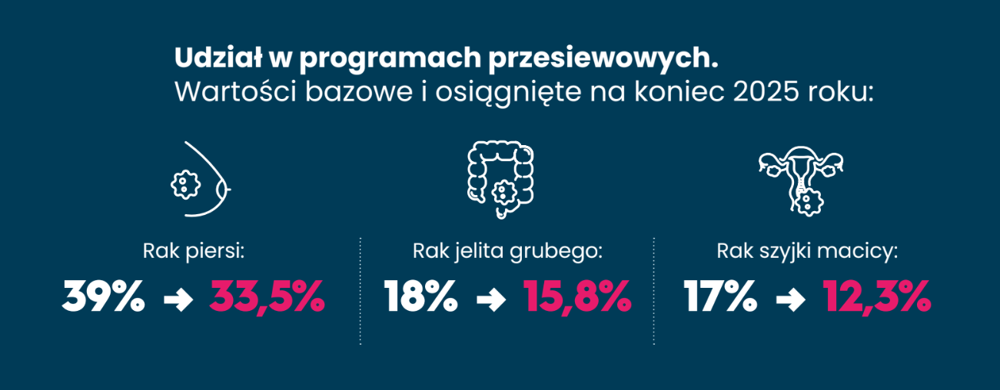 Udział w programach przesiewowych.
Wartości bazowe i osiągnięte na koniec 2025 roku:
Rak piersi:
39% → 33,5%
Rak jelita grubego:
18% → 15,8%
Rak szyjki macicy:
17% → 12,3%